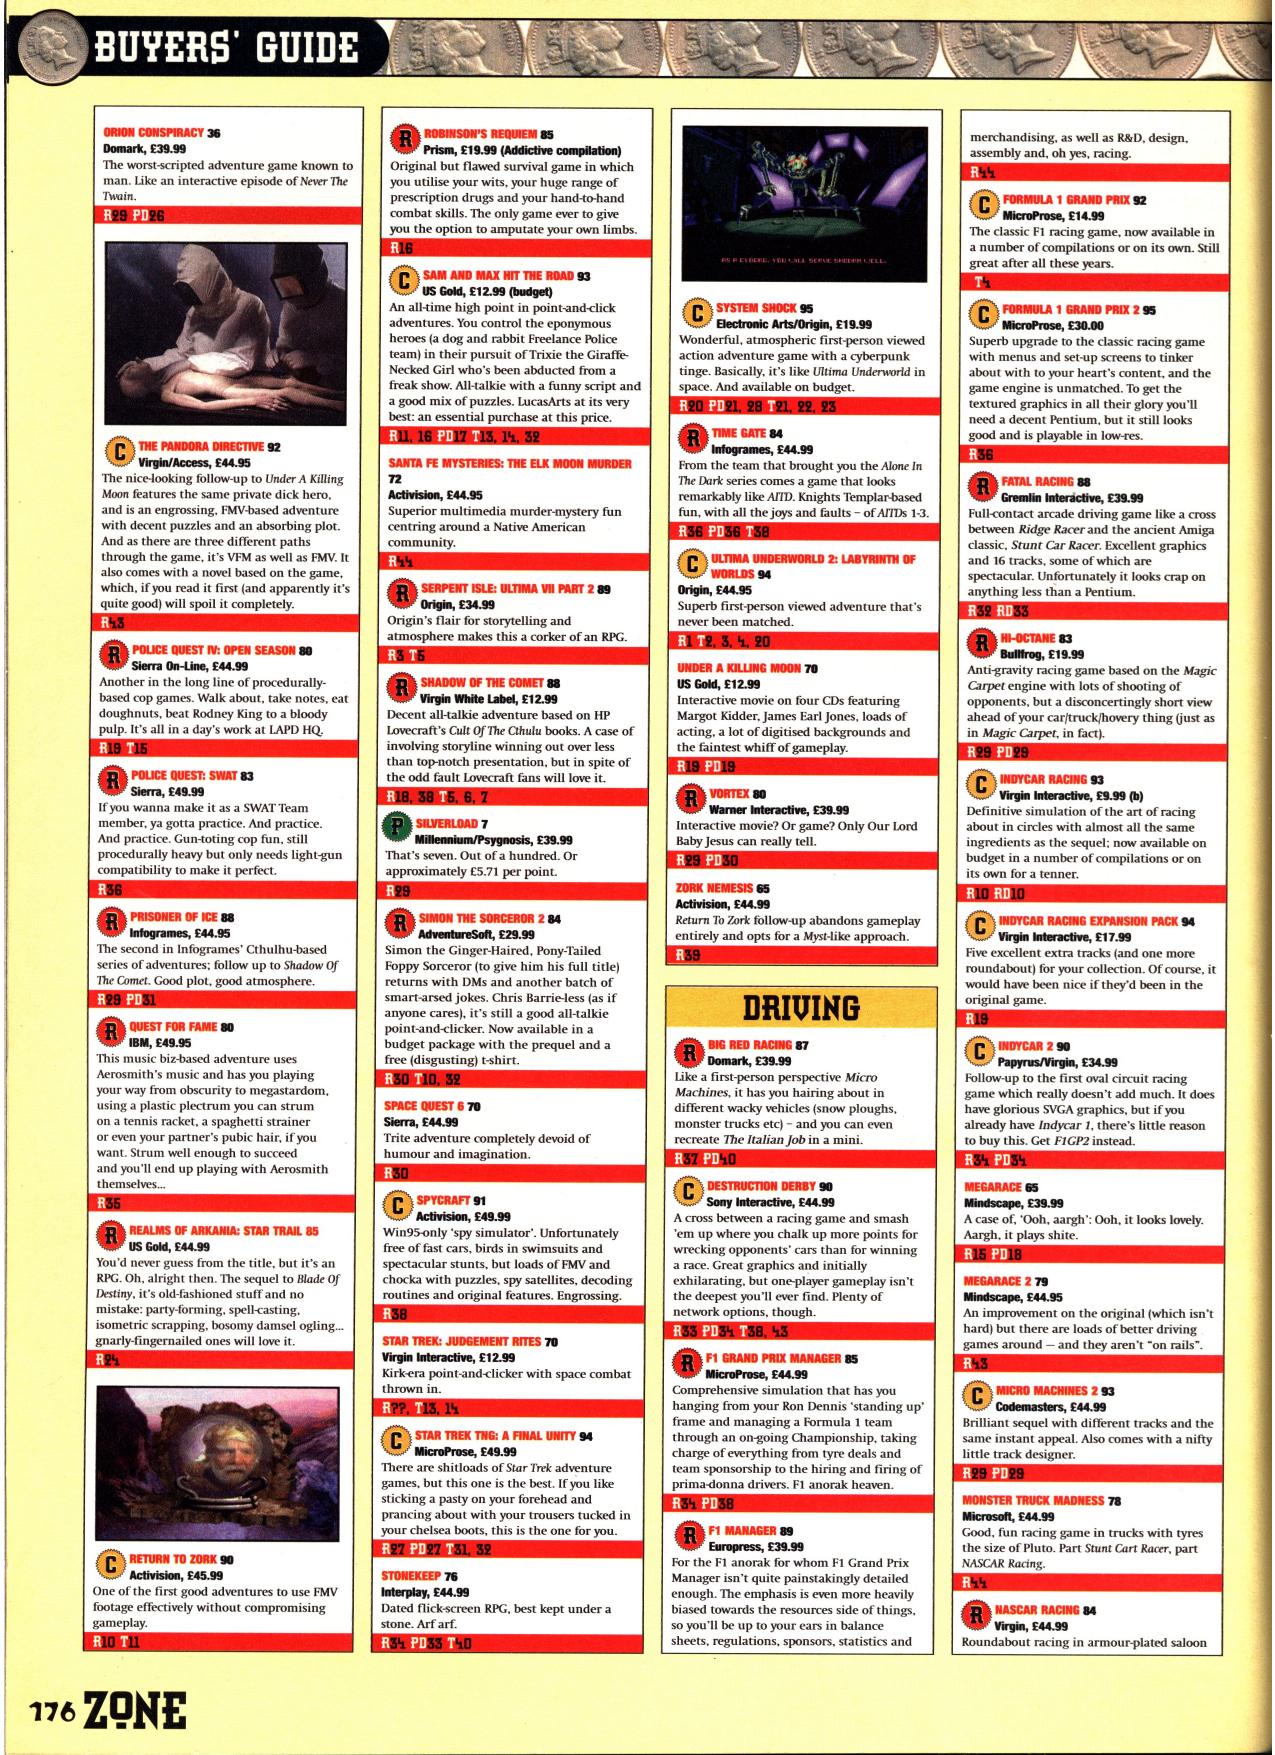 BUYERS' GUIDE
ORION CONSPIRACY 36
Domark, £39.99
The worst-scripted adventure game known to
man. Like an interactive episode of Never The
Twain.
R29 PD26
C THE PANDORA DIRECTIVE 92
Virgin/Access, £44.95
The nice-looking follow-up to Under A Killing
Moon features the same private dick hero,
and is an engrossing, FMV-based adventure
with decent puzzles and an absorbing plot.
And as there are three different paths
through the game, it's VFM as well as FMV. It
also comes with a novel based on the game,
which, if you read it first (and apparently it's
quite good) will spoil it completely.
R43
R POLICE QUEST IV: OPEN SEASON 80
Sierra On-Line, £44.99
Another in the long line of procedurally-
based cop games. Walk about, take notes, eat
doughnuts, beat Rodney King to a bloody
pulp. It's all in a day's work at LAPD HQ.
R19 T15
R POLICE QUEST: SWAT 83
Sierra, £49.99
If you wanna make it as a SWAT Team
member, ya gotta practice. And practice.
And practice. Gun-toting cop fun, still
procedurally heavy but only needs light-gun
compatibility to make it perfect.
R36
R PRISONER OF ICE 88
Infogrames, £44.95
The second in Infogrames' Cthulhu-based
series of adventures; follow up to Shadow Of
The Comet. Good plot, good atmosphere.
R29 PD31
R QUEST FOR FAME 80
IBM, £49.95
This music biz-based adventure uses
Aerosmith's music and has you playing
your way from obscurity to megastardom,
using a plastic plectrum you can strum
on a tennis racket, a spaghetti strainer
or even your partner's pubic hair, if you
want. Strum well enough to succeed
and you'll end up playing with Aerosmith
themselves...
R35
R REALMS OF ARKANIA: STAR TRAIL 85
US Gold, £44.99
You'd never guess from the title, but it's an
RPG. Oh, alright then. The sequel to Blade Of
Destiny, it's old-fashioned stuff and no
mistake: party-forming, spell-casting,
isometric scrapping, bosomy damsel ogling...
gnarly-fingernailed ones will love it.
R24
C RETURN TO ZORK 90
Activision, £45.99
One of the first good adventures to use FMV
footage effectively without compromising
gameplay.
R10 T11
R ROBINSON'S REQUIEM 85
Prism, £19.99 (Addictive compilation)
Original but flawed survival game in which
you utilise your wits, your huge range of
prescription drugs and your hand-to-hand
combat skills. The only game ever to give
you the option to amputate your own limbs.
R16
C SAM AND MAX HIT THE ROAD 93
US Gold, £12.99 (budget)
An all-time high point in point-and-click
adventures. You control the eponymous
heroes (a dog and rabbit Freelance Police
team) in their pursuit of Trixie the Giraffe-
Necked Girl who's been abducted from a
freak show. All-talkie with a funny script and
a good mix of puzzles. LucasArts at its very
best: an essential purchase at this price.
R11, 16 PD17 T13, 14, 32
SANTA FE MYSTERIES: THE ELK MOON MURDER
72
Activision, £44.95
Superior multimedia murder-mystery fun
centring around a Native American
community.
R44
R SERPENT ISLE: ULTIMA VII PART 2 89
Origin, £34.99
Origin's flair for storytelling and
atmosphere makes this a corker of an RPG.
R3 T5
R SHADOW OF THE COMET 88
Virgin White Label, £12.99
Decent all-talkie adventure based on HP
Lovecraft's Cult Of The Cthulu books. A case of
involving storyline winning out over less
than top-notch presentation, but in spite of
the odd fault Lovecraft fans will love it.
R18, 38 T5, 6, 7
P SILVERLOAD 7
Millennium/Psygnosis, £39.99
That's seven. Out of a hundred. Or
approximately £5.71 per point.
R29
R SIMON THE SORCEROR 2 84
AdventureSoft, £29.99
Simon the Ginger-Haired, Pony-Tailed
Foppy Sorceror (to give him his full title)
returns with DMs and another batch of
smart-arsed jokes. Chris Barrie-less (as if
anyone cares), it's still a good all-talkie
point-and-clicker. Now available in a
budget package with the prequel and a
free (disgusting) t-shirt.
R30 T10, 32
SPACE QUEST 6 70
Sierra, £44.99
Trite adventure completely devoid of
humour and imagination.
R30
C SPYCRAFT 91
Activision, £49.99
Win95-only 'spy simulator'. Unfortunately
free of fast cars, birds in swimsuits and
spectacular stunts, but loads of FMV and
chocka with puzzles, spy satellites, decoding
routines and original features. Engrossing.
R38
STAR TREK: JUDGEMENT RITES 70
Virgin Interactive, £12.99
Kirk-era point-and-clicker with space combat
thrown in.
R??, T13, 14
C STAR TREK TNG: A FINAL UNITY 94
MicroProse, £49.99
There are shitloads of Star Trek adventure
games, but this one is the best. If you like
sticking a pasty on your forehead and
prancing about with your trousers tucked in
your chelsea boots, this is the one for you.
R27 PD27 T31, 32
STONEKEEP 76
Interplay, £44.99
Dated flick-screen RPG, best kept under a
stone. Arf arf.
R34 PD33 T40
AS A CYBORG, YOU WILL SERVE SHODAN WELL.
C SYSTEM SHOCK 95
Electronic Arts/Origin, £19.99
Wonderful, atmospheric first-person viewed
action adventure game with a cyberpunk
tinge. Basically, it's like Ultima Underworld in
space. And available on budget.
R20 PD21, 28 T21, 22, 23
R TIME GATE 84
Infogrames, £44.99
From the team that brought you the Alone In
The Dark series comes a game that looks
remarkably like AITD. Knights Templar-based
fun, with all the joys and faults – of AITDs 1-3.
R36 PD36 T38
C ULTIMA UNDERWORLD 2: LABYRINTH OF
WORLDS 94
Origin, £44.95
Superb first-person viewed adventure that's
never been matched.
R1 T2, 3, 4, 20
UNDER A KILLING MOON 70
US Gold, £12.99
Interactive movie on four CDs featuring
Margot Kidder, James Earl Jones, loads of
acting, a lot of digitised backgrounds and
the faintest whiff of gameplay.
R19 PD19
R VORTEX 80
Warner Interactive, £39.99
Interactive movie? Or game? Only Our Lord
Baby Jesus can really tell.
R29 PD30
ZORK NEMESIS 65
Activision, £44.99
Return To Zork follow-up abandons gameplay
entirely and opts for a Myst-like approach.
R39
DRIVING
R BIG RED RACING 87
Domark, £39.99
Like a first-person perspective Micro
Machines, it has you hairing about in
different wacky vehicles (snow ploughs,
monster trucks etc) – and you can even
recreate The Italian Job in a mini.
R37 PD40
C DESTRUCTION DERBY 90
Sony Interactive, £44.99
A cross between a racing game and smash
'em up where you chalk up more points for
wrecking opponents' cars than for winning
a race. Great graphics and initially
exhilarating, but one-player gameplay isn't
the deepest you'll ever find. Plenty of
network options, though.
R33 PD34 T38, 43
R F1 GRAND PRIX MANAGER 85
MicroProse, £44.99
Comprehensive simulation that has you
hanging from your Ron Dennis 'standing up'
frame and managing a Formula 1 team
through an on-going Championship, taking
charge of everything from tyre deals and
team sponsorship to the hiring and firing of
prima-donna drivers. F1 anorak heaven.
R34 PD38
R F1 MANAGER 89
Europress, £39.99
For the F1 anorak for whom F1 Grand Prix
Manager isn't quite painstakingly detailed
enough. The emphasis is even more heavily
biased towards the resources side of things,
so you'll be up to your ears in balance
sheets, regulations, sponsors, statistics and
merchandising, as well as R&D, design,
assembly and, oh yes, racing.
R44
C FORMULA 1 GRAND PRIX 92
MicroProse, £14.99
The classic F1 racing game, now available in
a number of compilations or on its own. Still
great after all these years.
T4
C FORMULA 1 GRAND PRIX 2 95
MicroProse, £30.00
Superb upgrade to the classic racing game
with menus and set-up screens to tinker
about with to your heart's content, and the
game engine is unmatched. To get the
textured graphics in all their glory you'll
need a decent Pentium, but it still looks
good and is playable in low-res.
R36
R FATAL RACING 88
Gremlin Interactive, £39.99
Full-contact arcade driving game like a cross
between Ridge Racer and the ancient Amiga
classic, Stunt Car Racer. Excellent graphics
and 16 tracks, some of which are
spectacular. Unfortunately it looks crap on
anything less than a Pentium.
R32 RD33
R HI-OCTANE 83
Bullfrog, £19.99
Anti-gravity racing game based on the Magic
Carpet engine with lots of shooting of
opponents, but a disconcertingly short view
ahead of your car/truck/hovery thing (just as
in Magic Carpet, in fact).
R29 PD29
C INDYCAR RACING 93
Virgin Interactive, £9.99 (b)
Definitive simulation of the art of racing
about in circles with almost all the same
ingredients as the sequel; now available on
budget in a number of compilations or on
its own for a tenner.
R10 RD10
C INDYCAR RACING EXPANSION PACK 94
Virgin Interactive, £17.99
Five excellent extra tracks (and one more
roundabout) for your collection. Of course, it
would have been nice if they'd been in the
original game.
R19
C INDYCAR 2 90
Papyrus/Virgin, £34.99
Follow-up to the first oval circuit racing
game which really doesn't add much. It does
have glorious SVGA graphics, but if you
already have Indycar 1, there's little reason
to buy this. Get F1GP2 instead.
R34 PD34
MEGARACE 65
Mindscape, £39.99
A case of, 'Ooh, aargh': Ooh, it looks lovely.
Aargh, it plays shite.
R15 PD18
MEGARACE 2 79
Mindscape, £44.95
An improvement on the original (which isn't
hard) but there are loads of better driving
games around — and they aren't "on rails".
R43
C MICRO MACHINES 2 93
Codemasters, £44.99
Brilliant sequel with different tracks and the
same instant appeal. Also comes with a nifty
little track designer.
R29 PD29
MONSTER TRUCK MADNESS 78
Microsoft, £44.99
Good, fun racing game in trucks with tyres
the size of Pluto. Part Stunt Cart Racer, part
NASCAR Racing.
R44
R NASCAR RACING 84
Virgin, £44.99
Roundabout racing in armour-plated saloon
176 ZONE